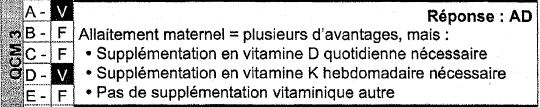 QCM 3
A - V
B - F
C - F
D - V
E - F
Réponse : AD
Allaitement maternel = plusieurs d'avantages, mais :
• Supplémentation en vitamine D quotidienne nécessaire
• Supplémentation en vitamine K hebdomadaire nécessaire
• Pas de supplémentation vitaminique autre